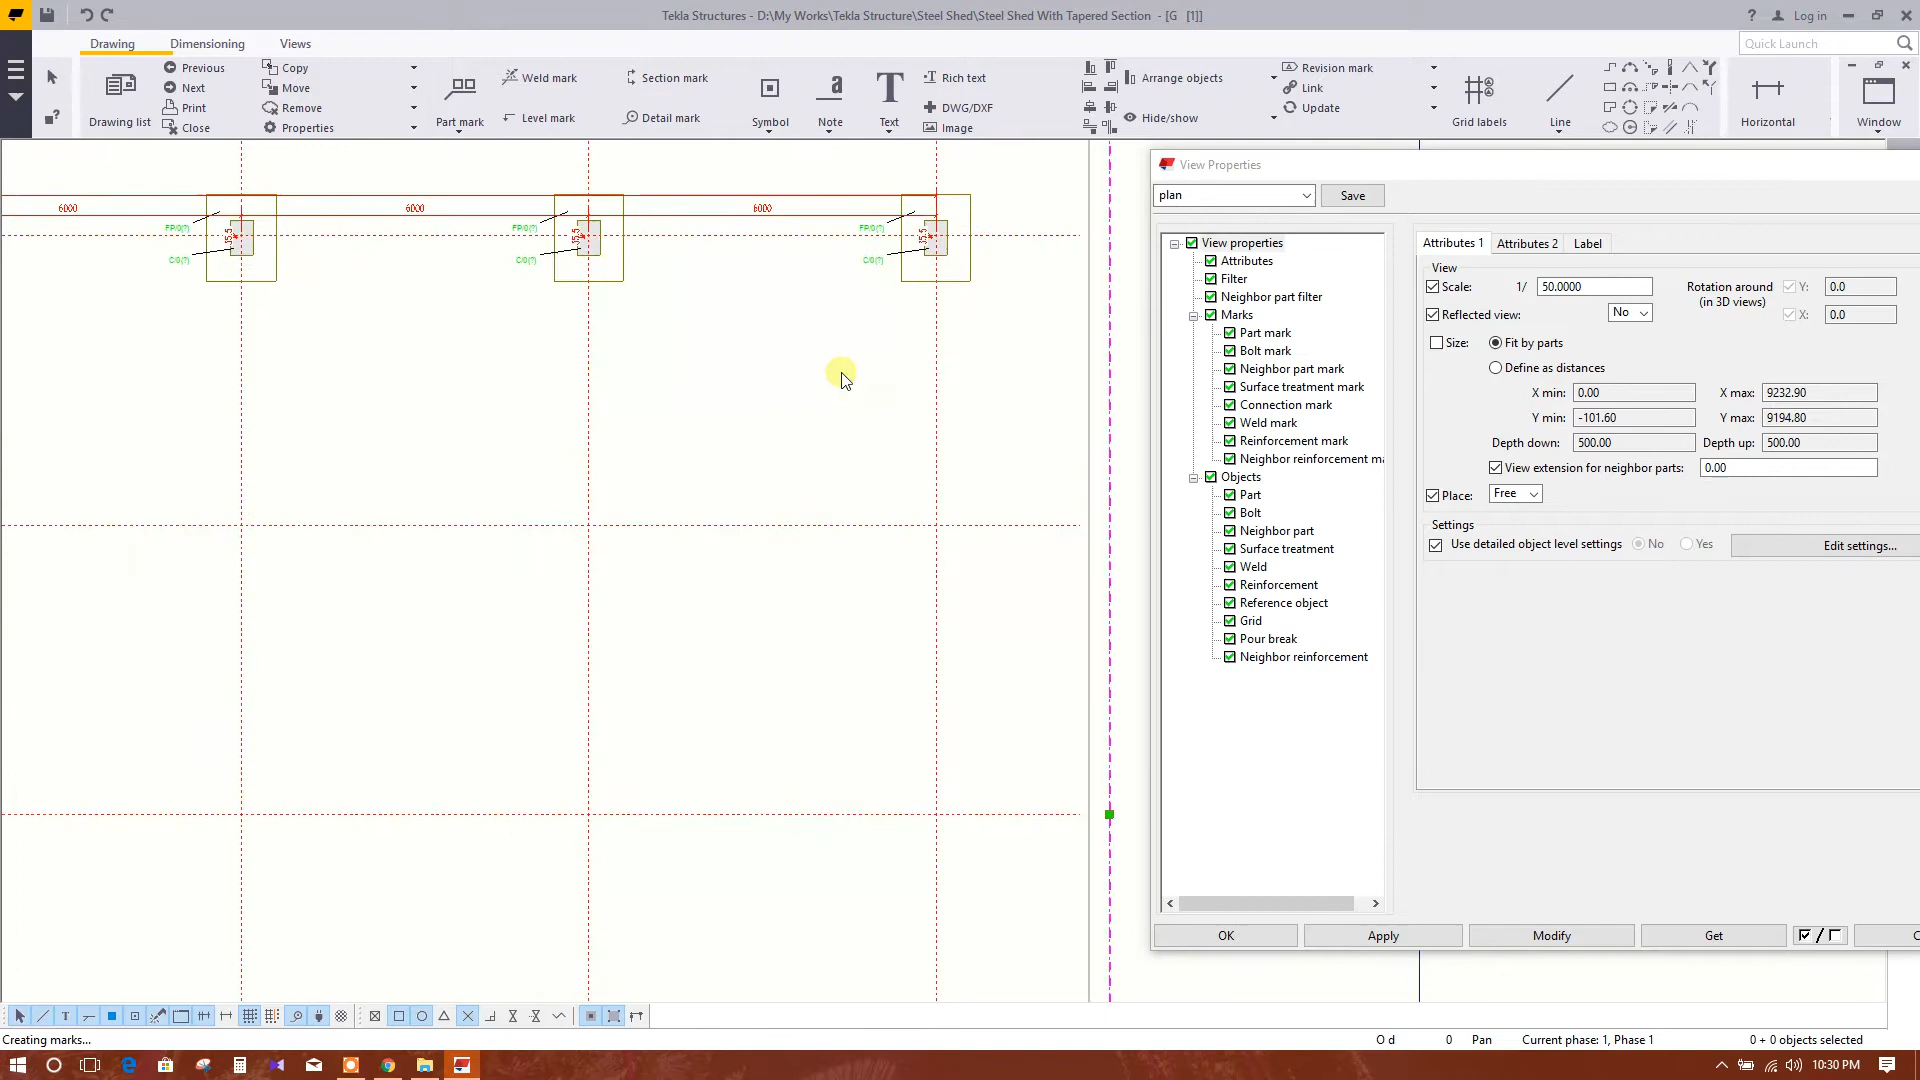 Tekla Structures - D:\My Works\Tekla Structure\Steel Shed\Steel Shed With Tapered Section - [G [1]]
? Log in
Drawing Dimensioning Views
Quick Launch
Drawing list
Previous
Next
Print
Close
Copy
Move
Remove
Properties
Part mark
Weld mark
Level mark
Section mark
Detail mark
Symbol
Note
Text
Rich text
DWG/DXF
Image
Arrange objects
Hide/show
Revision mark
Link
Update
Grid labels
Line
Horizontal
Window
6000 6000 6000
FP/0(?) FP/0(?) FP/0(?)
C/0(?) C/0(?) C/0(?)
View Properties
plan Save
View properties
Attributes
Filter
Neighbor part filter
Marks
Part mark
Bolt mark
Neighbor part mark
Surface treatment mark
Connection mark
Weld mark
Reinforcement mark
Neighbor reinforcement ma
Objects
Part
Bolt
Neighbor part
Surface treatment
Weld
Reinforcement
Reference object
Grid
Pour break
Neighbor reinforcement
Attributes 1 Attributes 2 Label
View
Scale: 1/ 50.0000 Rotation around (in 3D views) Y: 0.0
Reflected view: No X: 0.0
Size: Fit by parts
Define as distances
X min: 0.00 X max: 9232.90
Y min: -101.60 Y max: 9194.80
Depth down: 500.00 Depth up: 500.00
View extension for neighbor parts: 0.00
Place: Free
Settings
Use detailed object level settings No Yes Edit settings...
OK Apply Modify Get / C
Creating marks... O d 0 Pan Current phase: 1, Phase 1 0 + 0 objects selected
10:30 PM